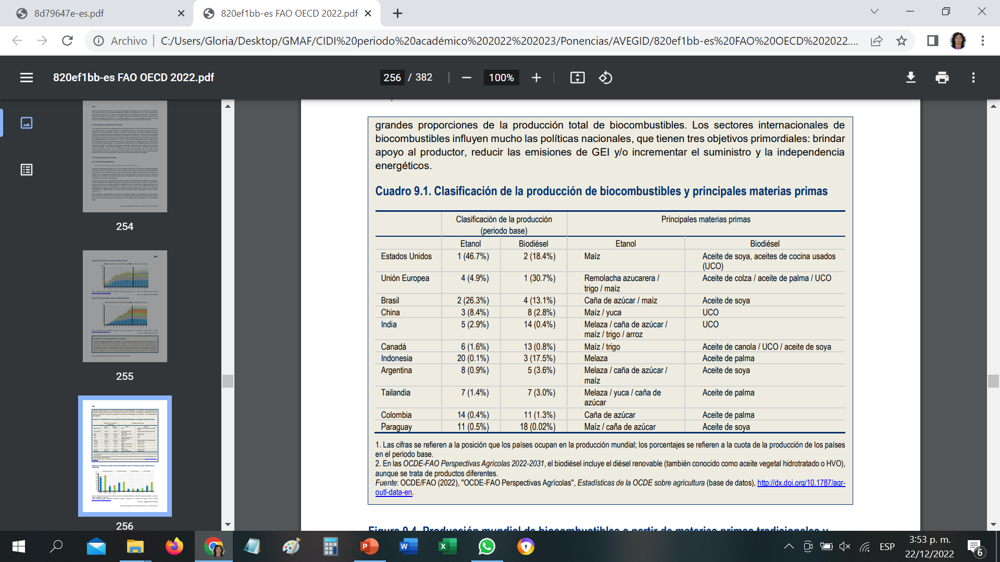 8d79647e-es.pdf
820ef1bb-es FAO OECD 2022.pdf
Archivo
C:/Users/Gloria/Desktop/GMAF/CIDI%20periodo%20académico%202022%202023/Ponencias/AVEGID/820ef1bb-es%20FAO%20OECD%202022....
820ef1bb-es FAO OECD 2022.pdf
256 / 382
100%
254
255
256
grandes proporciones de la producción total de biocombustibles. Los sectores internacionales de
biocombustibles influyen mucho las políticas nacionales, que tienen tres objetivos primordiales: brindar
apoyo al productor, reducir las emisiones de GEI y/o incrementar el suministro y la independencia
energéticos.
Cuadro 9.1. Clasificación de la producción de biocombustibles y principales materias primas
Clasificación de la producción
(periodo base)
Principales materias primas
Etanol Biodiésel Etanol Biodiésel
Estados Unidos 1 (46.7%) 2 (18.4%) Maíz Aceite de soya, aceites de cocina usados
(UCO)
Unión Europea 4 (4.9%) 1 (30.7%) Remolacha azucarera / Aceite de colza / aceite de palma / UCO
trigo / maíz
Brasil 2 (26.3%) 4 (13.1%) Caña de azúcar / maíz Aceite de soya
China 3 (8.4%) 8 (2.8%) Maíz / yuca UCO
India 5 (2.9%) 14 (0.4%) Melaza / caña de azúcar / UCO
maíz / trigo / arroz
Canadá 6 (1.6%) 13 (0.8%) Maíz / trigo Aceite de canola / UCO / aceite de soya
Indonesia 20 (0.1%) 3 (17.5%) Melaza Aceite de palma
Argentina 8 (0.9%) 5 (3.6%) Melaza / caña de azúcar / Aceite de soya
maíz
Tailandia 7 (1.4%) 7 (3.0%) Melaza / yuca / caña de Aceite de palma
azúcar
Colombia 14 (0.4%) 11 (1.3%) Caña de azúcar Aceite de palma
Paraguay 11 (0.5%) 18 (0.02%) Maíz / caña de azúcar Aceite de soya
1. Las cifras se refieren a la posición que los países ocupan en la producción mundial; los porcentajes se refieren a la cuota de la producción de los países
en el periodo base.
2. En las OCDE-FAO Perspectivas Agrícolas 2022-2031, el biodiésel incluye el diésel renovable (también conocido como aceite vegetal hidrotratado o HVO),
aunque se trata de productos diferentes.
Fuente: OCDE/FAO (2022), "OCDE-FAO Perspectivas Agrícolas", Estadísticas de la OCDE sobre agricultura (base de datos), http://dx.doi.org/10.1787/agr-
outl-data-en.
Figura 9.4. Producción mundial de biocombustibles a partir de materias primas tradicionales y
ESP
3:53 p. m.
22/12/2022
6